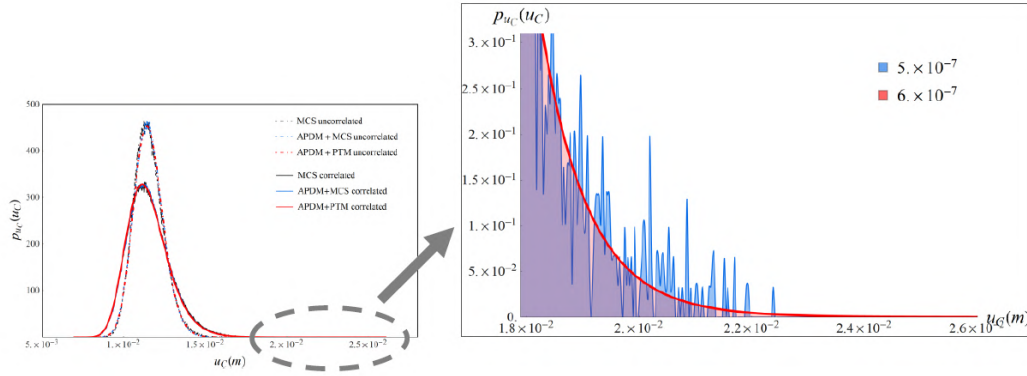 500
400
300
200
100
p_{u_C}(u_C)
MCS uncorrelated
APDM + MCS uncorrelated
APDM + PTM uncorrelated
MCS correlated
APDM+MCS correlated
APDM+PTM correlated
5.×10⁻¹
1.×10⁻²
1.5×10⁻²
2.×10⁻²
2.5×10⁻²
u_C(m)
p_{u_C}(u_C)
3.×10⁻¹
2.5×10⁻¹
2.×10⁻¹
1.5×10⁻¹
1.×10⁻¹
5.×10⁻²
0.
5.×10⁻⁷
6.×10⁻⁷
1.8×10⁻²
2.×10⁻²
2.2×10⁻²
2.4×10⁻²
2.6×10⁻²
u_C(m)